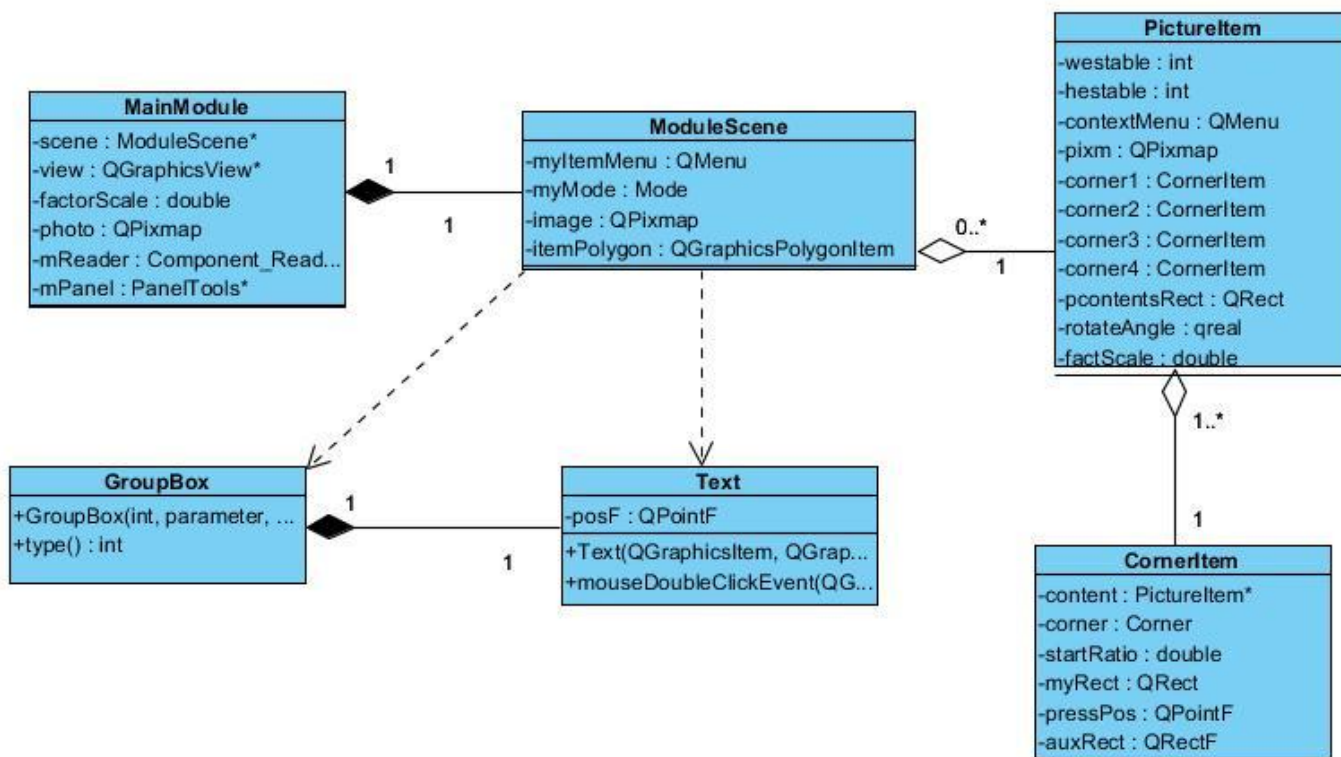 MainModule
-scene : ModuleScene*
-view : QGraphicsView*
-factorScale : double
-photo : QPixmap
-mReader : Component_Read...
-mPanel : PanelTools*
1
1
ModuleScene
-myItemMenu : QMenu
-myMode : Mode
-image : QPixmap
-itemPolygon : QGraphicsPolygonItem
0..*
1
PictureItem
-westable : int
-hestable : int
-contextMenu : QMenu
-pixm : QPixmap
-corner1 : CornerItem
-corner2 : CornerItem
-corner3 : CornerItem
-corner4 : CornerItem
-pcontentsRect : QRect
-rotateAngle : qreal
-factScale : double
1..*
1
GroupBox
+GroupBox(int, parameter, ...
+type() : int
1
1
Text
-posF : QPointF
+Text(QGraphicsItem, QGrap...
+mouseDoubleClickEvent(QG...
CornerItem
-content : PictureItem*
-corner : Corner
-startRatio : double
-myRect : QRect
-pressPos : QPointF
-auxRect : QRectF